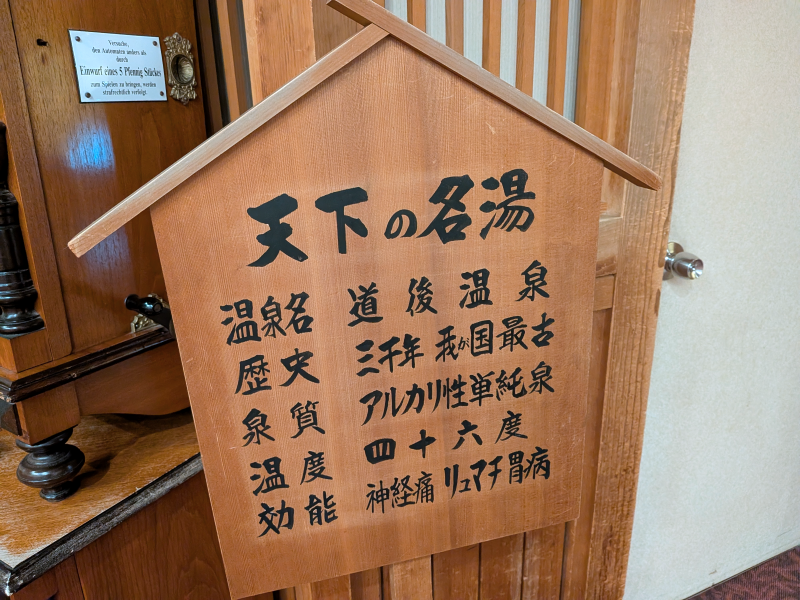 Versuche,
den Automaten anders als
durch
Einwurf eines 5 Pfennig Stückes
zum Spielen zu bringen, werden
strafrechtlich verfolgt
天下の名湯
温泉名 道後温泉
歴史 三千年 我が国最古
泉質 アルカリ性単純泉
温度 四十六度
効能 神経痛 リュマチ 胃病